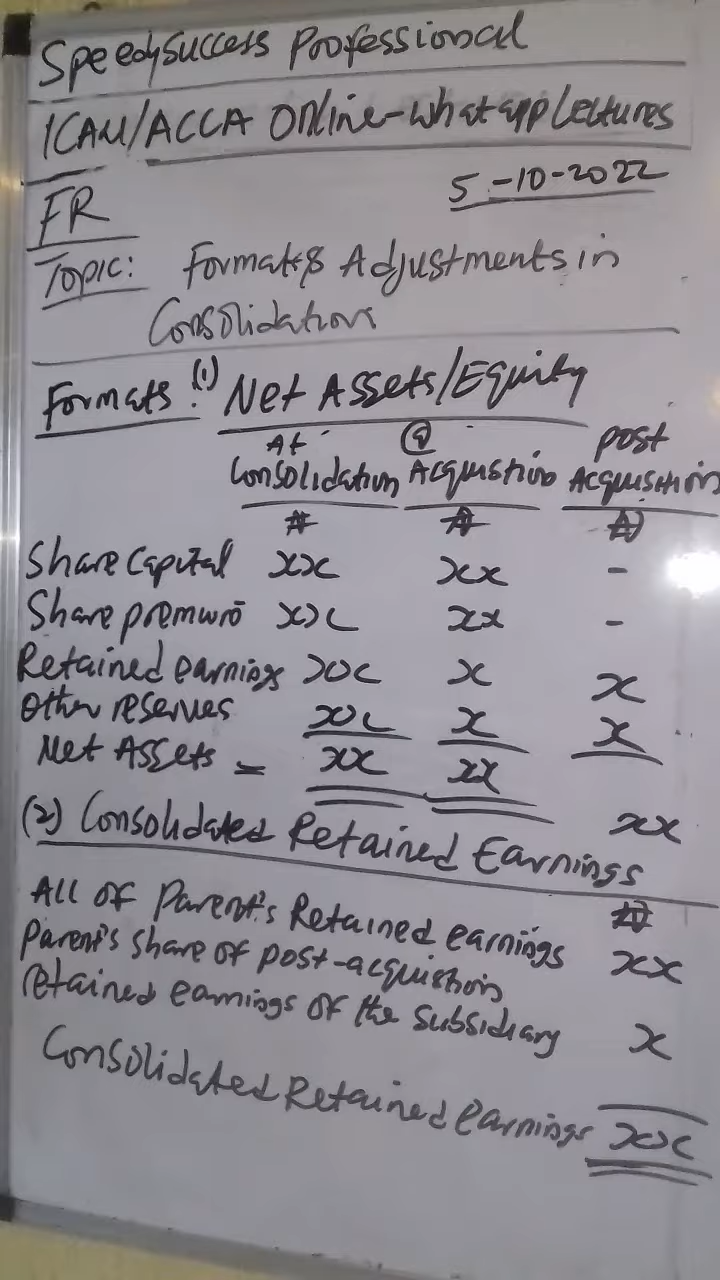 Speedysuccess Professional
ICAN/ACCA Online-Whatapp Lectures
5-10-2022
FR
Topic: Formats & Adjustments in
Consolidation
Formats: (1) Net Assets/Equity
At @ Post
Consolidation Acquisition Acquisition
₦ ₦ ₦
Share Capital xx xx -
Share premium xx xx -
Retained earnings xx x x
Other reserves xx x x
Net Assets = xx xx xx
(2) Consolidated Retained Earnings
₦
All of Parent's Retained earnings xx
Parent's share of post-acquistion
retained earnings of the subsidiary x
Consolidated Retained earnings xx